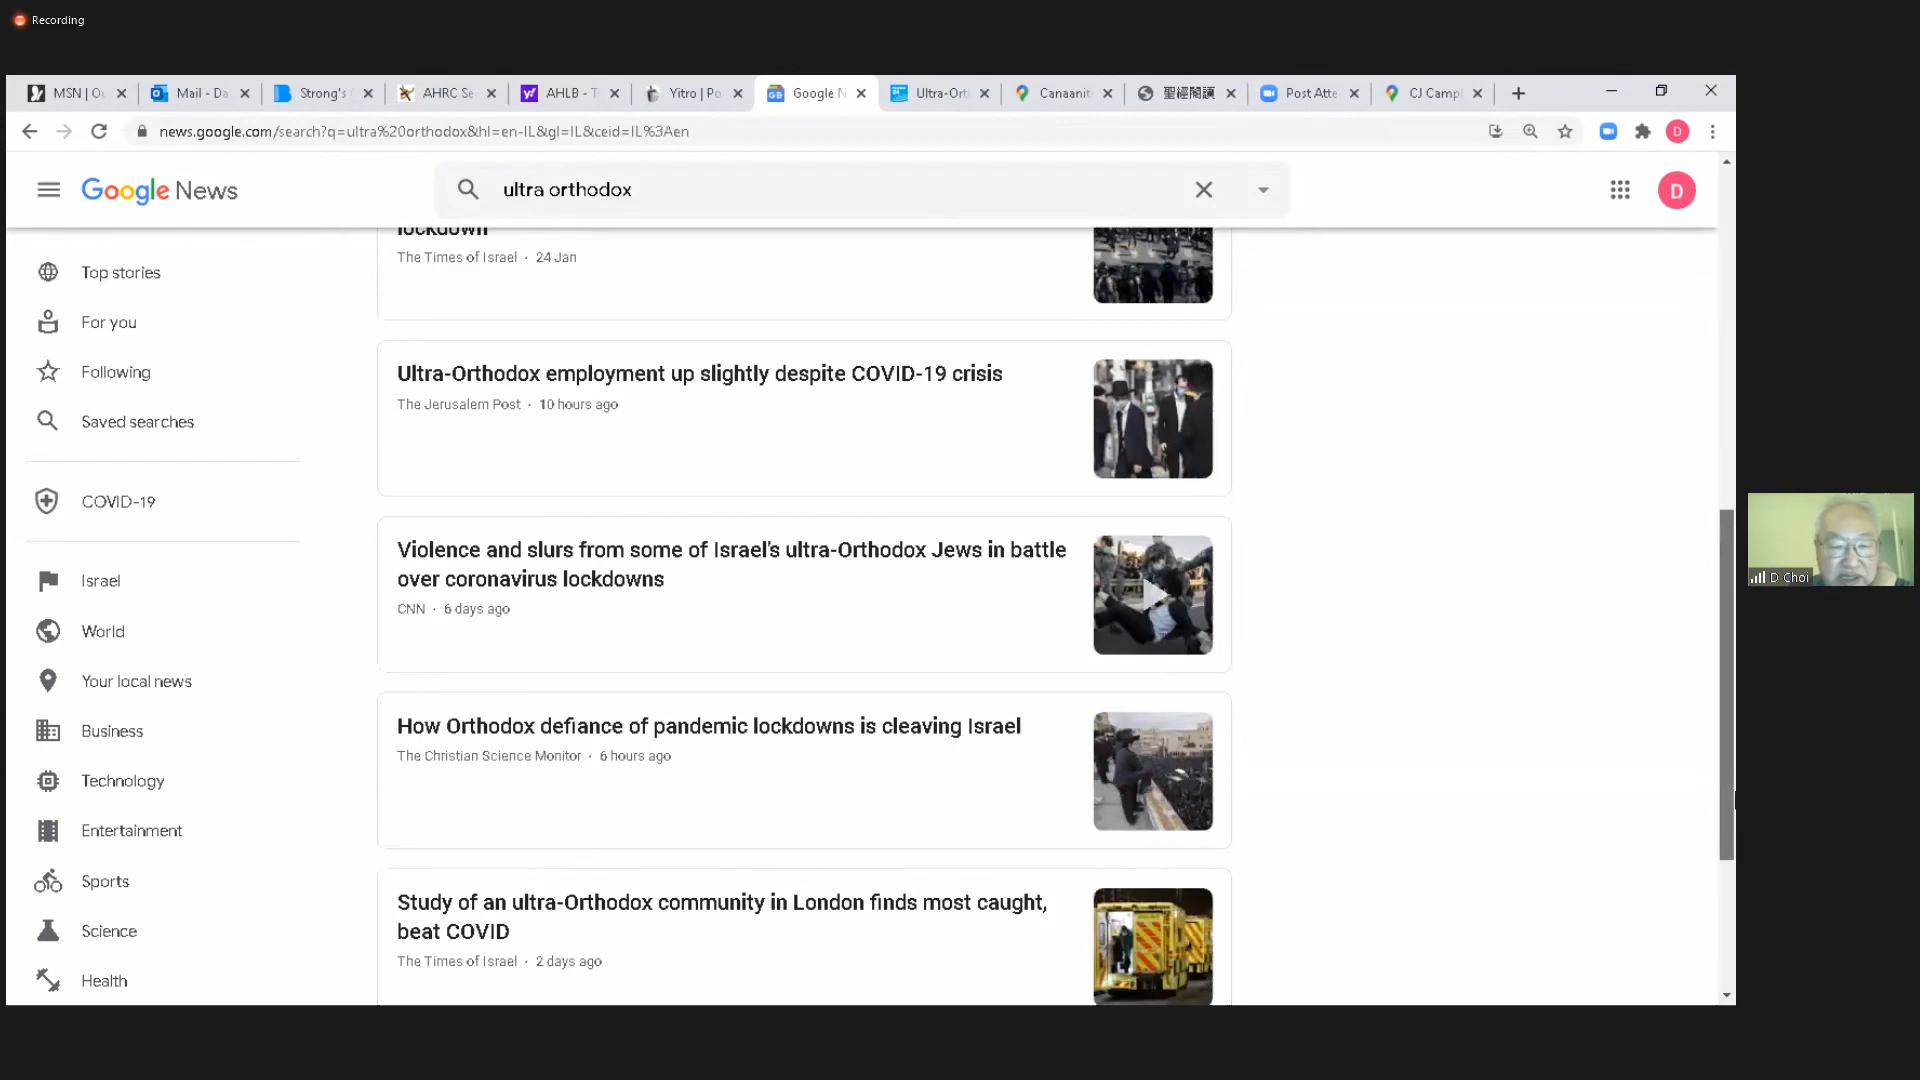 Recording
MSN | Ou
Mail - Da
Strong's
AHRC Se
AHLB - T
Yitro | Po
Google N
Ultra-Ort
Canaanit
聖經閱讀
Post Atte
CJ Campl
news.google.com/search?q=ultra%20orthodox&hl=en-IL&gl=IL&ceid=IL%3Aen
D
Google News
ultra orthodox
D
Top stories
For you
Following
Saved searches
COVID-19
Israel
World
Your local news
Business
Technology
Entertainment
Sports
Science
Health
lockdown
The Times of Israel · 24 Jan
Ultra-Orthodox employment up slightly despite COVID-19 crisis
The Jerusalem Post · 10 hours ago
Violence and slurs from some of Israel's ultra-Orthodox Jews in battle
over coronavirus lockdowns
CNN · 6 days ago
How Orthodox defiance of pandemic lockdowns is cleaving Israel
The Christian Science Monitor · 6 hours ago
Study of an ultra-Orthodox community in London finds most caught,
beat COVID
The Times of Israel · 2 days ago
D Choi